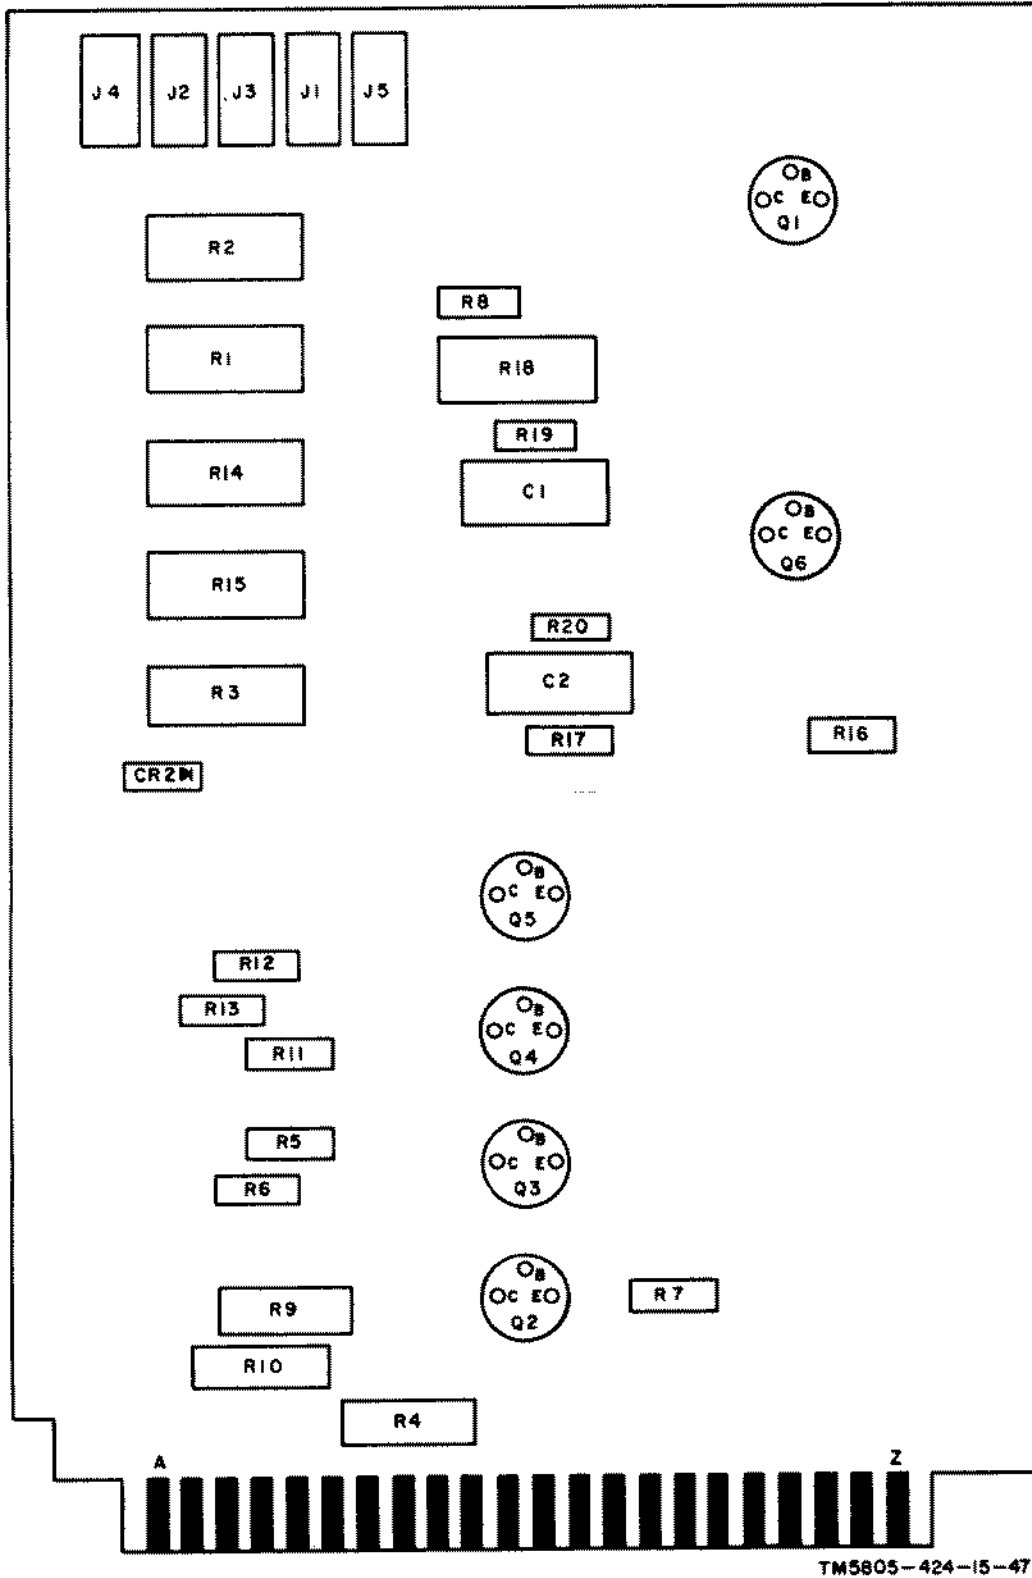 J4 J2 J3 J1 J5
B
C E
Q1
R2
R8
R1
R18
R19
R14
C1
B
C E
Q6
R15
R20
R3
C2
R17
R16
CR2
B
C E
Q5
R12
R13
B
C E
Q4
R11
R5
B
C E
Q3
R6
B
C E
Q2
R7
R9
R10
R4
A Z
TM5805-424-15-47